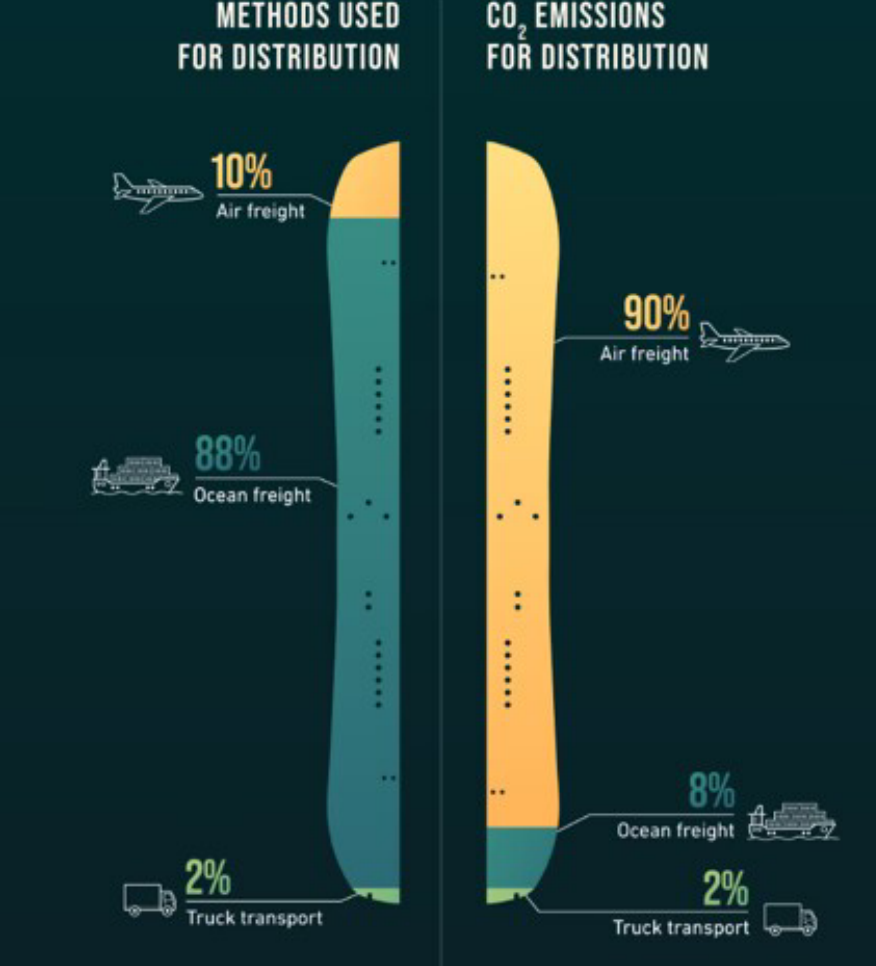 METHODS USED
FOR DISTRIBUTION
10%
Air freight
88%
Ocean freight
2%
Truck transport
CO₂ EMISSIONS
FOR DISTRIBUTION
90%
Air freight
8%
Ocean freight
2%
Truck transport